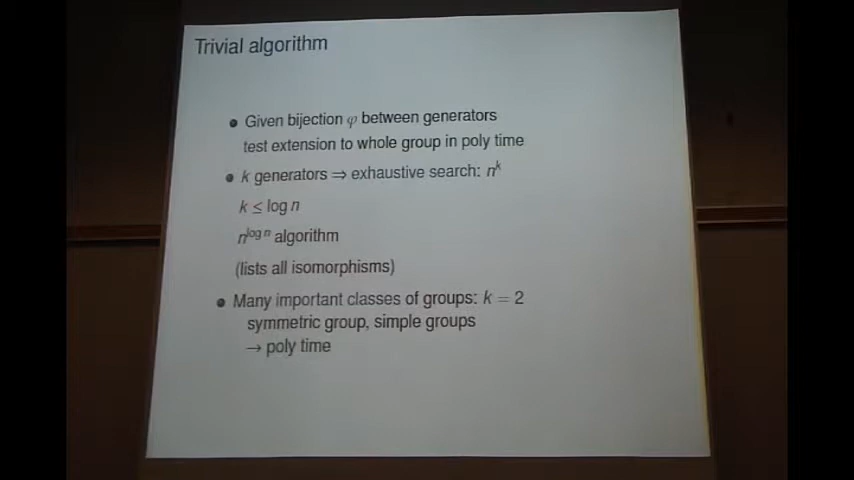 Trivial algorithm
• Given bijection φ between generators
test extension to whole group in poly time
• k generators ⇒ exhaustive search: n^k
k ≤ log n
n^log n algorithm
(lists all isomorphisms)
• Many important classes of groups: k = 2
symmetric group, simple groups
→ poly time